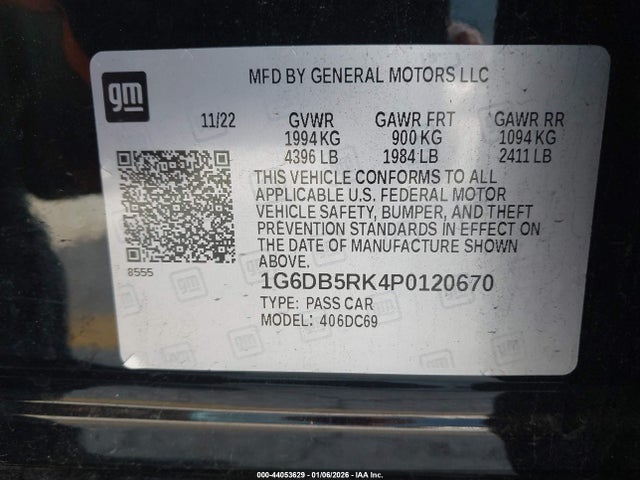 gm
MFD BY GENERAL MOTORS LLC
11/22 GVWR GAWR FRT GAWR RR
1994 KG 900 KG 1094 KG
4396 LB 1984 LB 2411 LB
THIS VEHICLE CONFORMS TO ALL
APPLICABLE U.S. FEDERAL MOTOR
VEHICLE SAFETY, BUMPER, AND THEFT
PREVENTION STANDARDS IN EFFECT ON
THE DATE OF MANUFACTURE SHOWN
ABOVE.
8555
1G6DB5RK4P0120670
TYPE: PASS CAR
MODEL: 406DC69
000-44053629 - 01/06/2026 - IAA Inc.